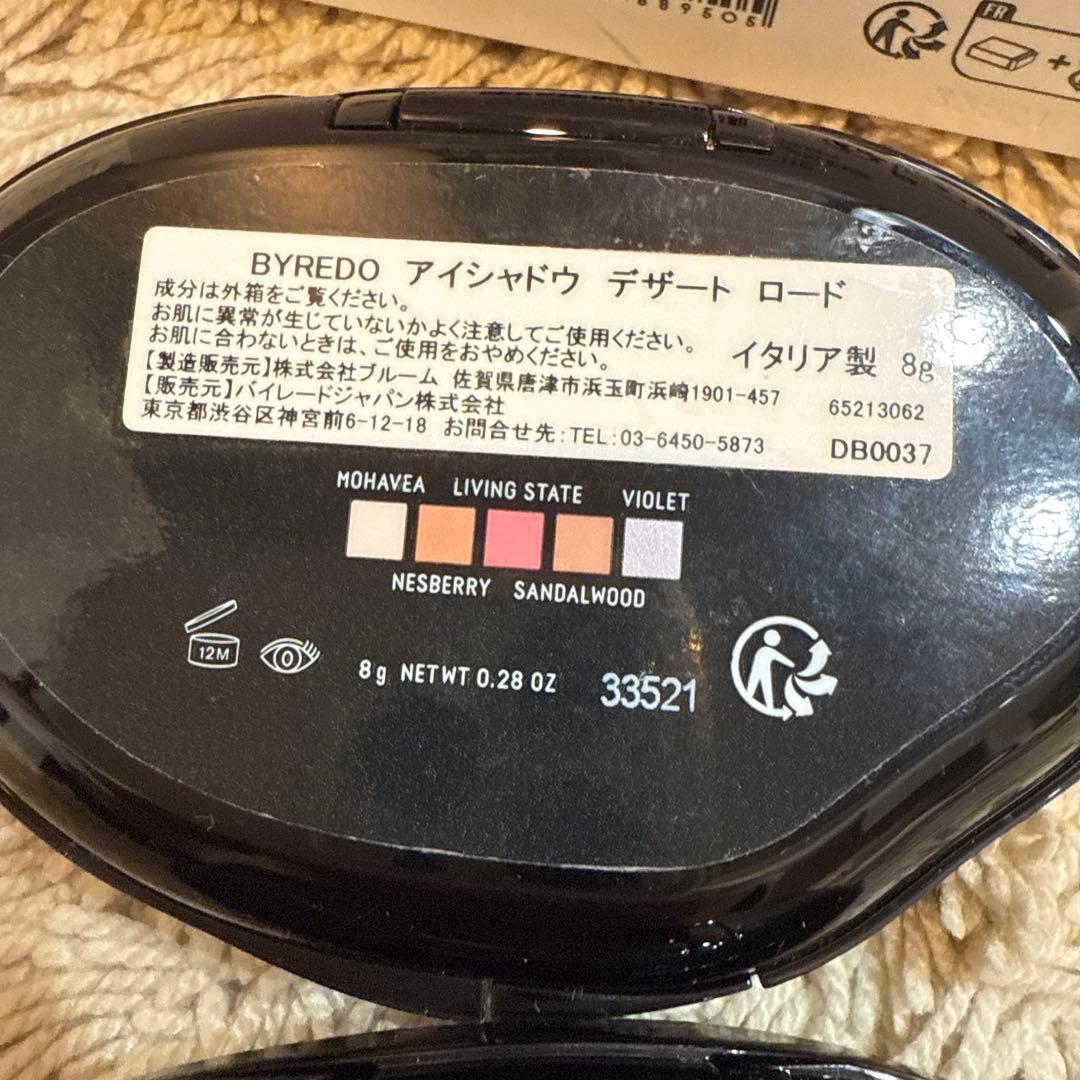 889505
FR
+
BYREDO アイシャドウ デザート ロード
成分は外箱をご覧ください。
お肌に異常が生じていないかよく注意してご使用ください。
お肌に合わないときは、ご使用をおやめください。
イタリア製 8g
【製造販売元】株式会社ブルーム 佐賀県唐津市浜玉町浜崎1901-457
65213062
【販売元】バイレードジャパン株式会社
東京都渋谷区神宮前6-12-18 お問合せ先:TEL:03-6450-5873
DB0037
MOHAVEA LIVING STATE VIOLET
NESBERRY SANDALWOOD
12M
8g NETWT 0.28 OZ
33521